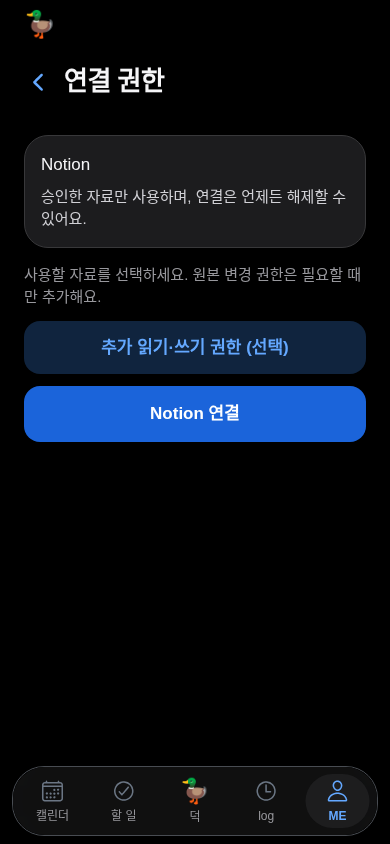 연결 권한
Notion
승인한 자료만 사용하며, 연결은 언제든 해제할 수
있어요.
사용할 자료를 선택하세요. 원본 변경 권한은 필요할 때
만 추가해요.
추가 읽기·쓰기 권한 (선택)
Notion 연결
캘린더
할 일
덕
log
ME